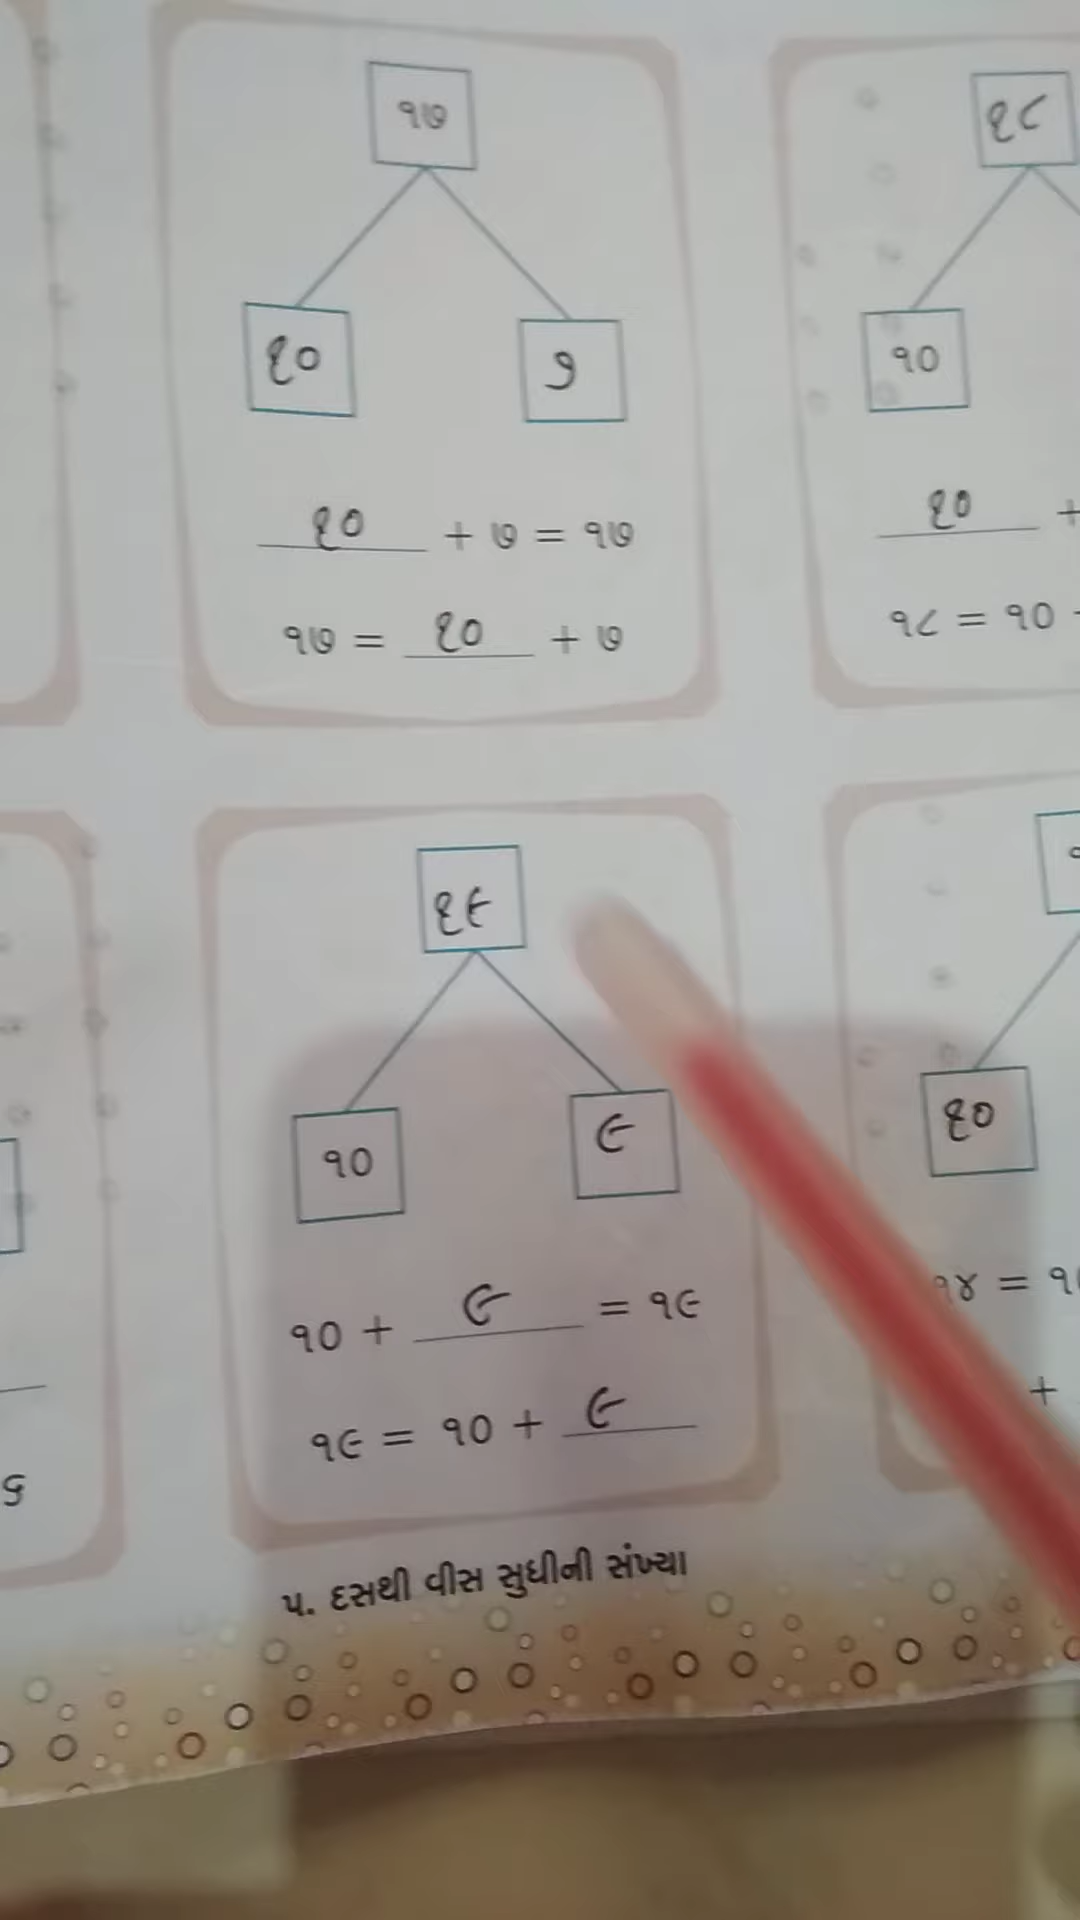 ૧૭
૧૦ ૭
૧૦ + ૭ = ૧૭
૧૭ = ૧૦ + ૭
૧૮
૧૦
૧૦ +
૧૮ = ૧૦
૧૯
૧૦ ૯
૧૦ + ૯ = ૧૯
૧૯ = ૧૦ + ૯
૧૦
૧૪ =
+
૫. દસથી વીસ સુધીની સંખ્યા